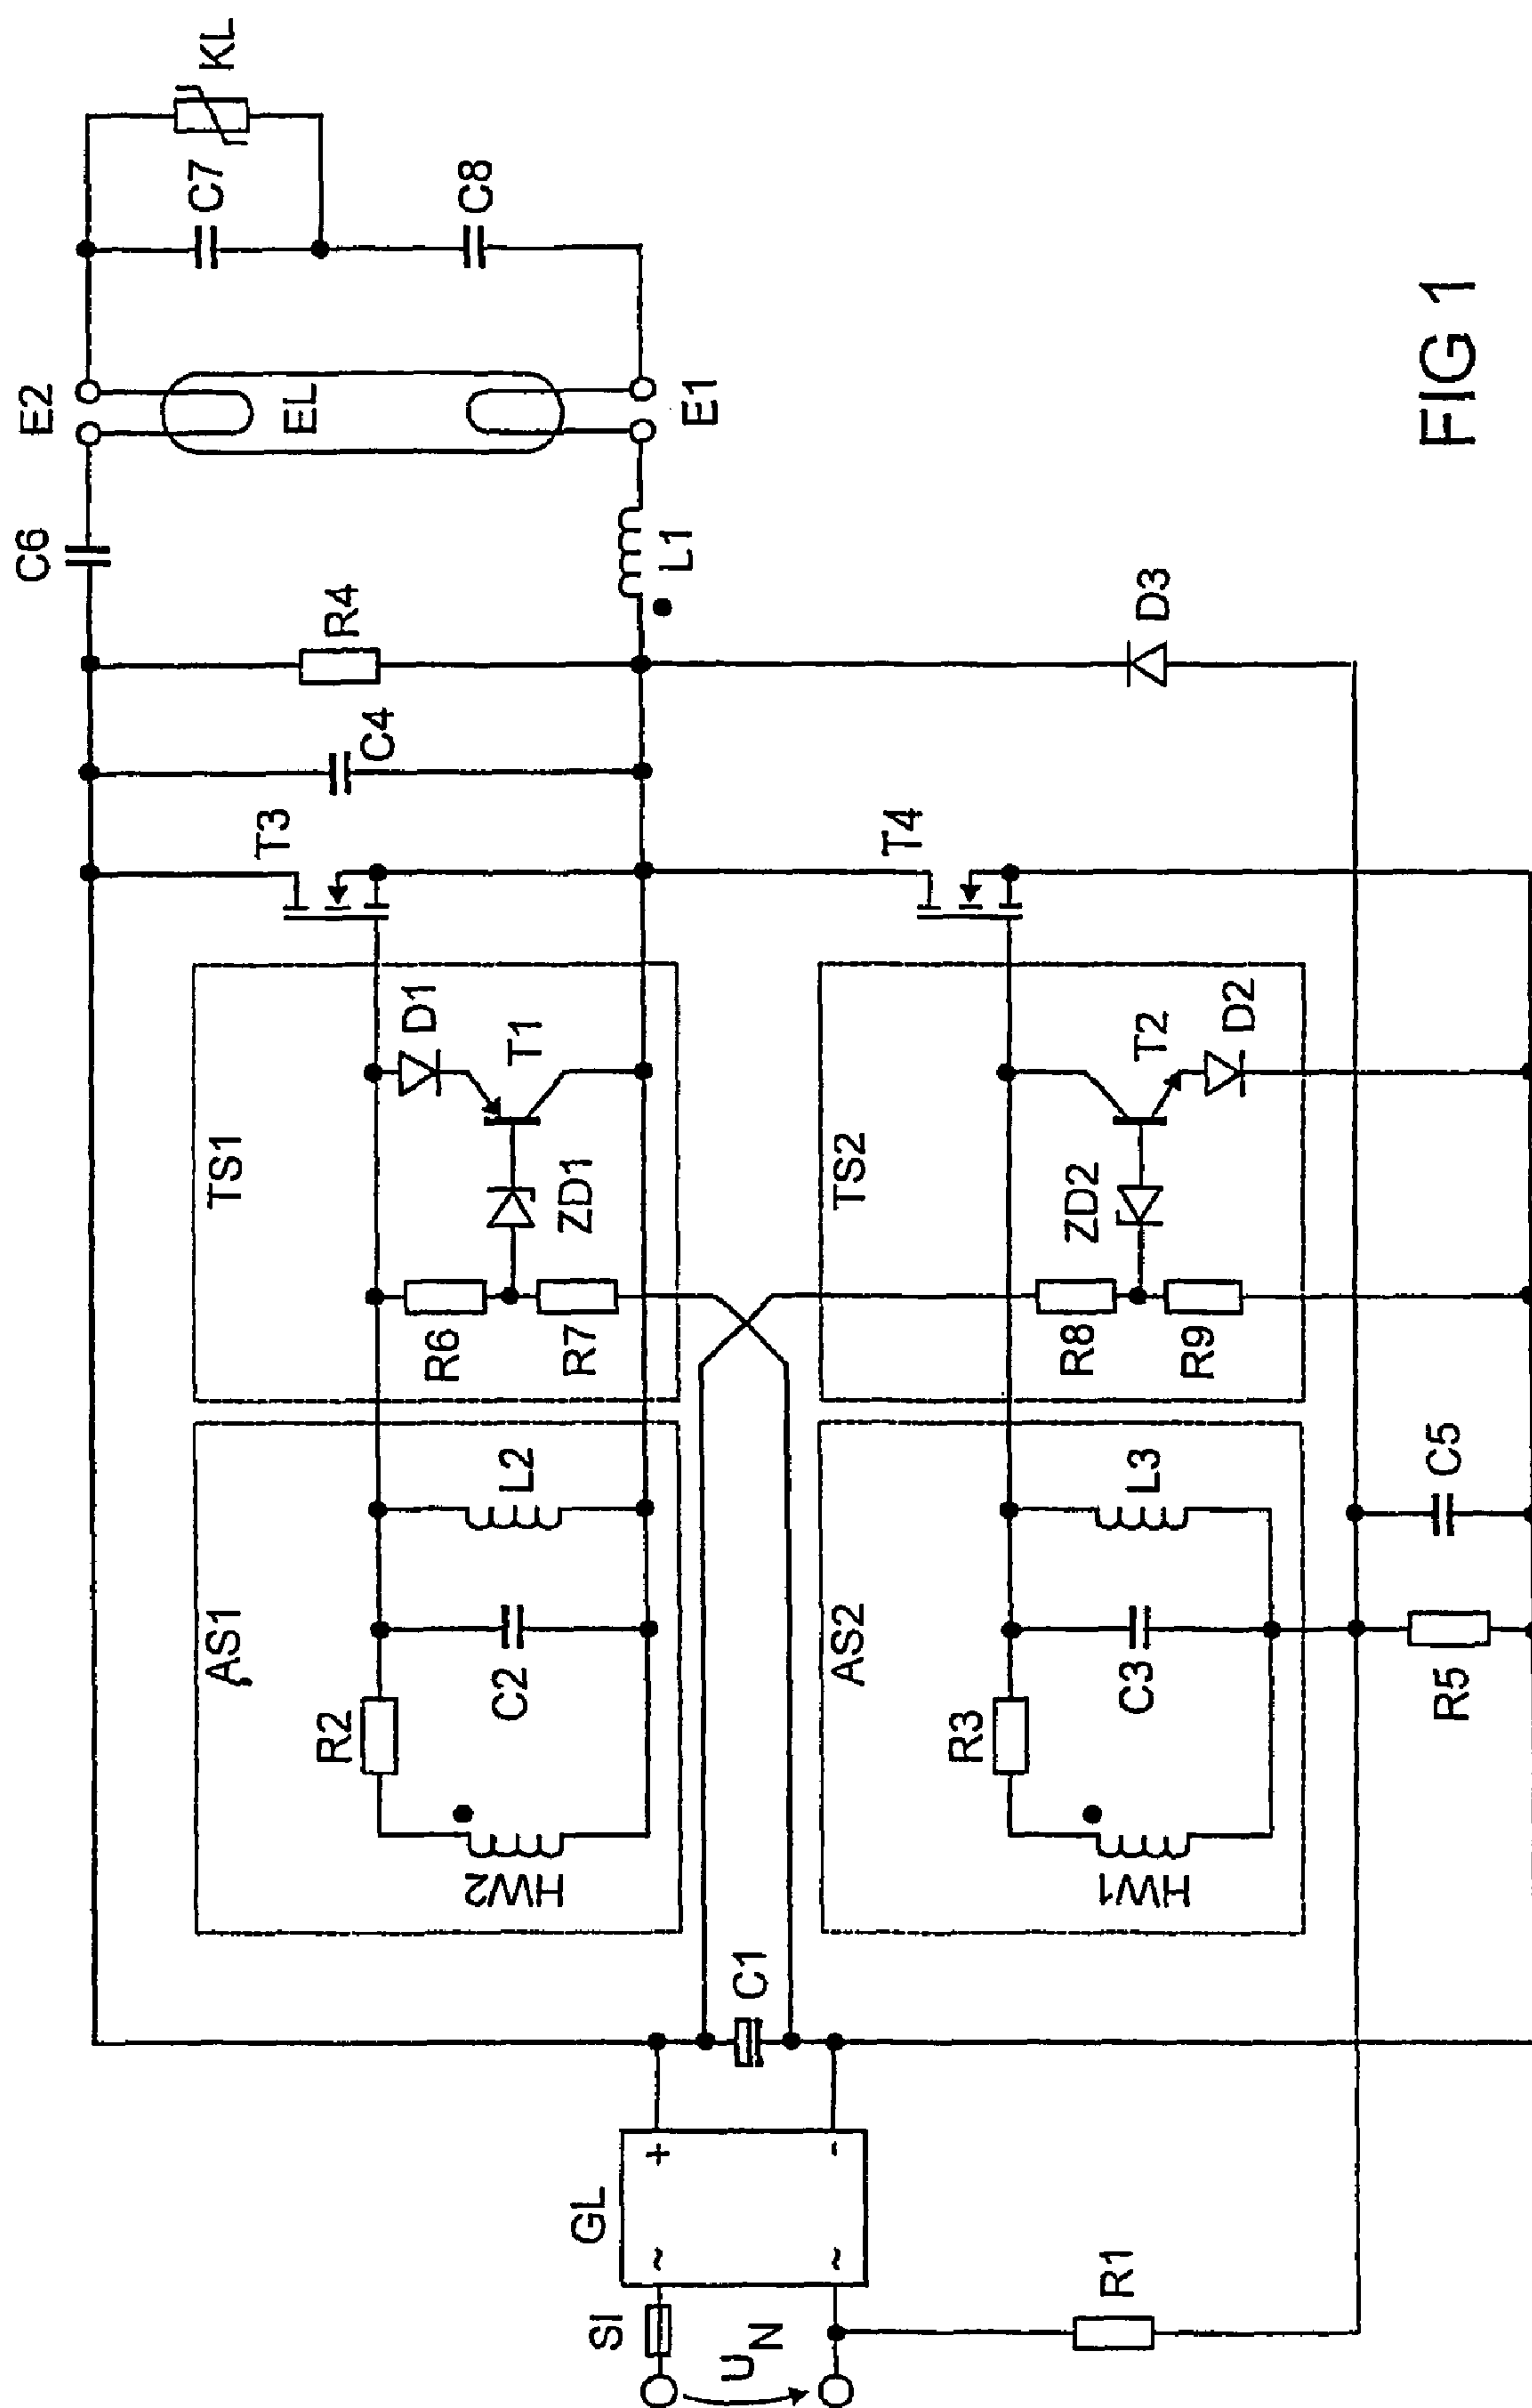 SI
U N
GL
~
+
~
-
R1
C1
AS1
HW2
R2
C2
L2
TS1
R6
R7
ZD1
D1
T1
AS2
HW1
R3
C3
L3
TS2
R8
R9
ZD2
T2
D2
R5
C5
T3
T4
C4
R4
D3
L1
C6
E2
EL
E1
C7
C8
KL
FIG 1